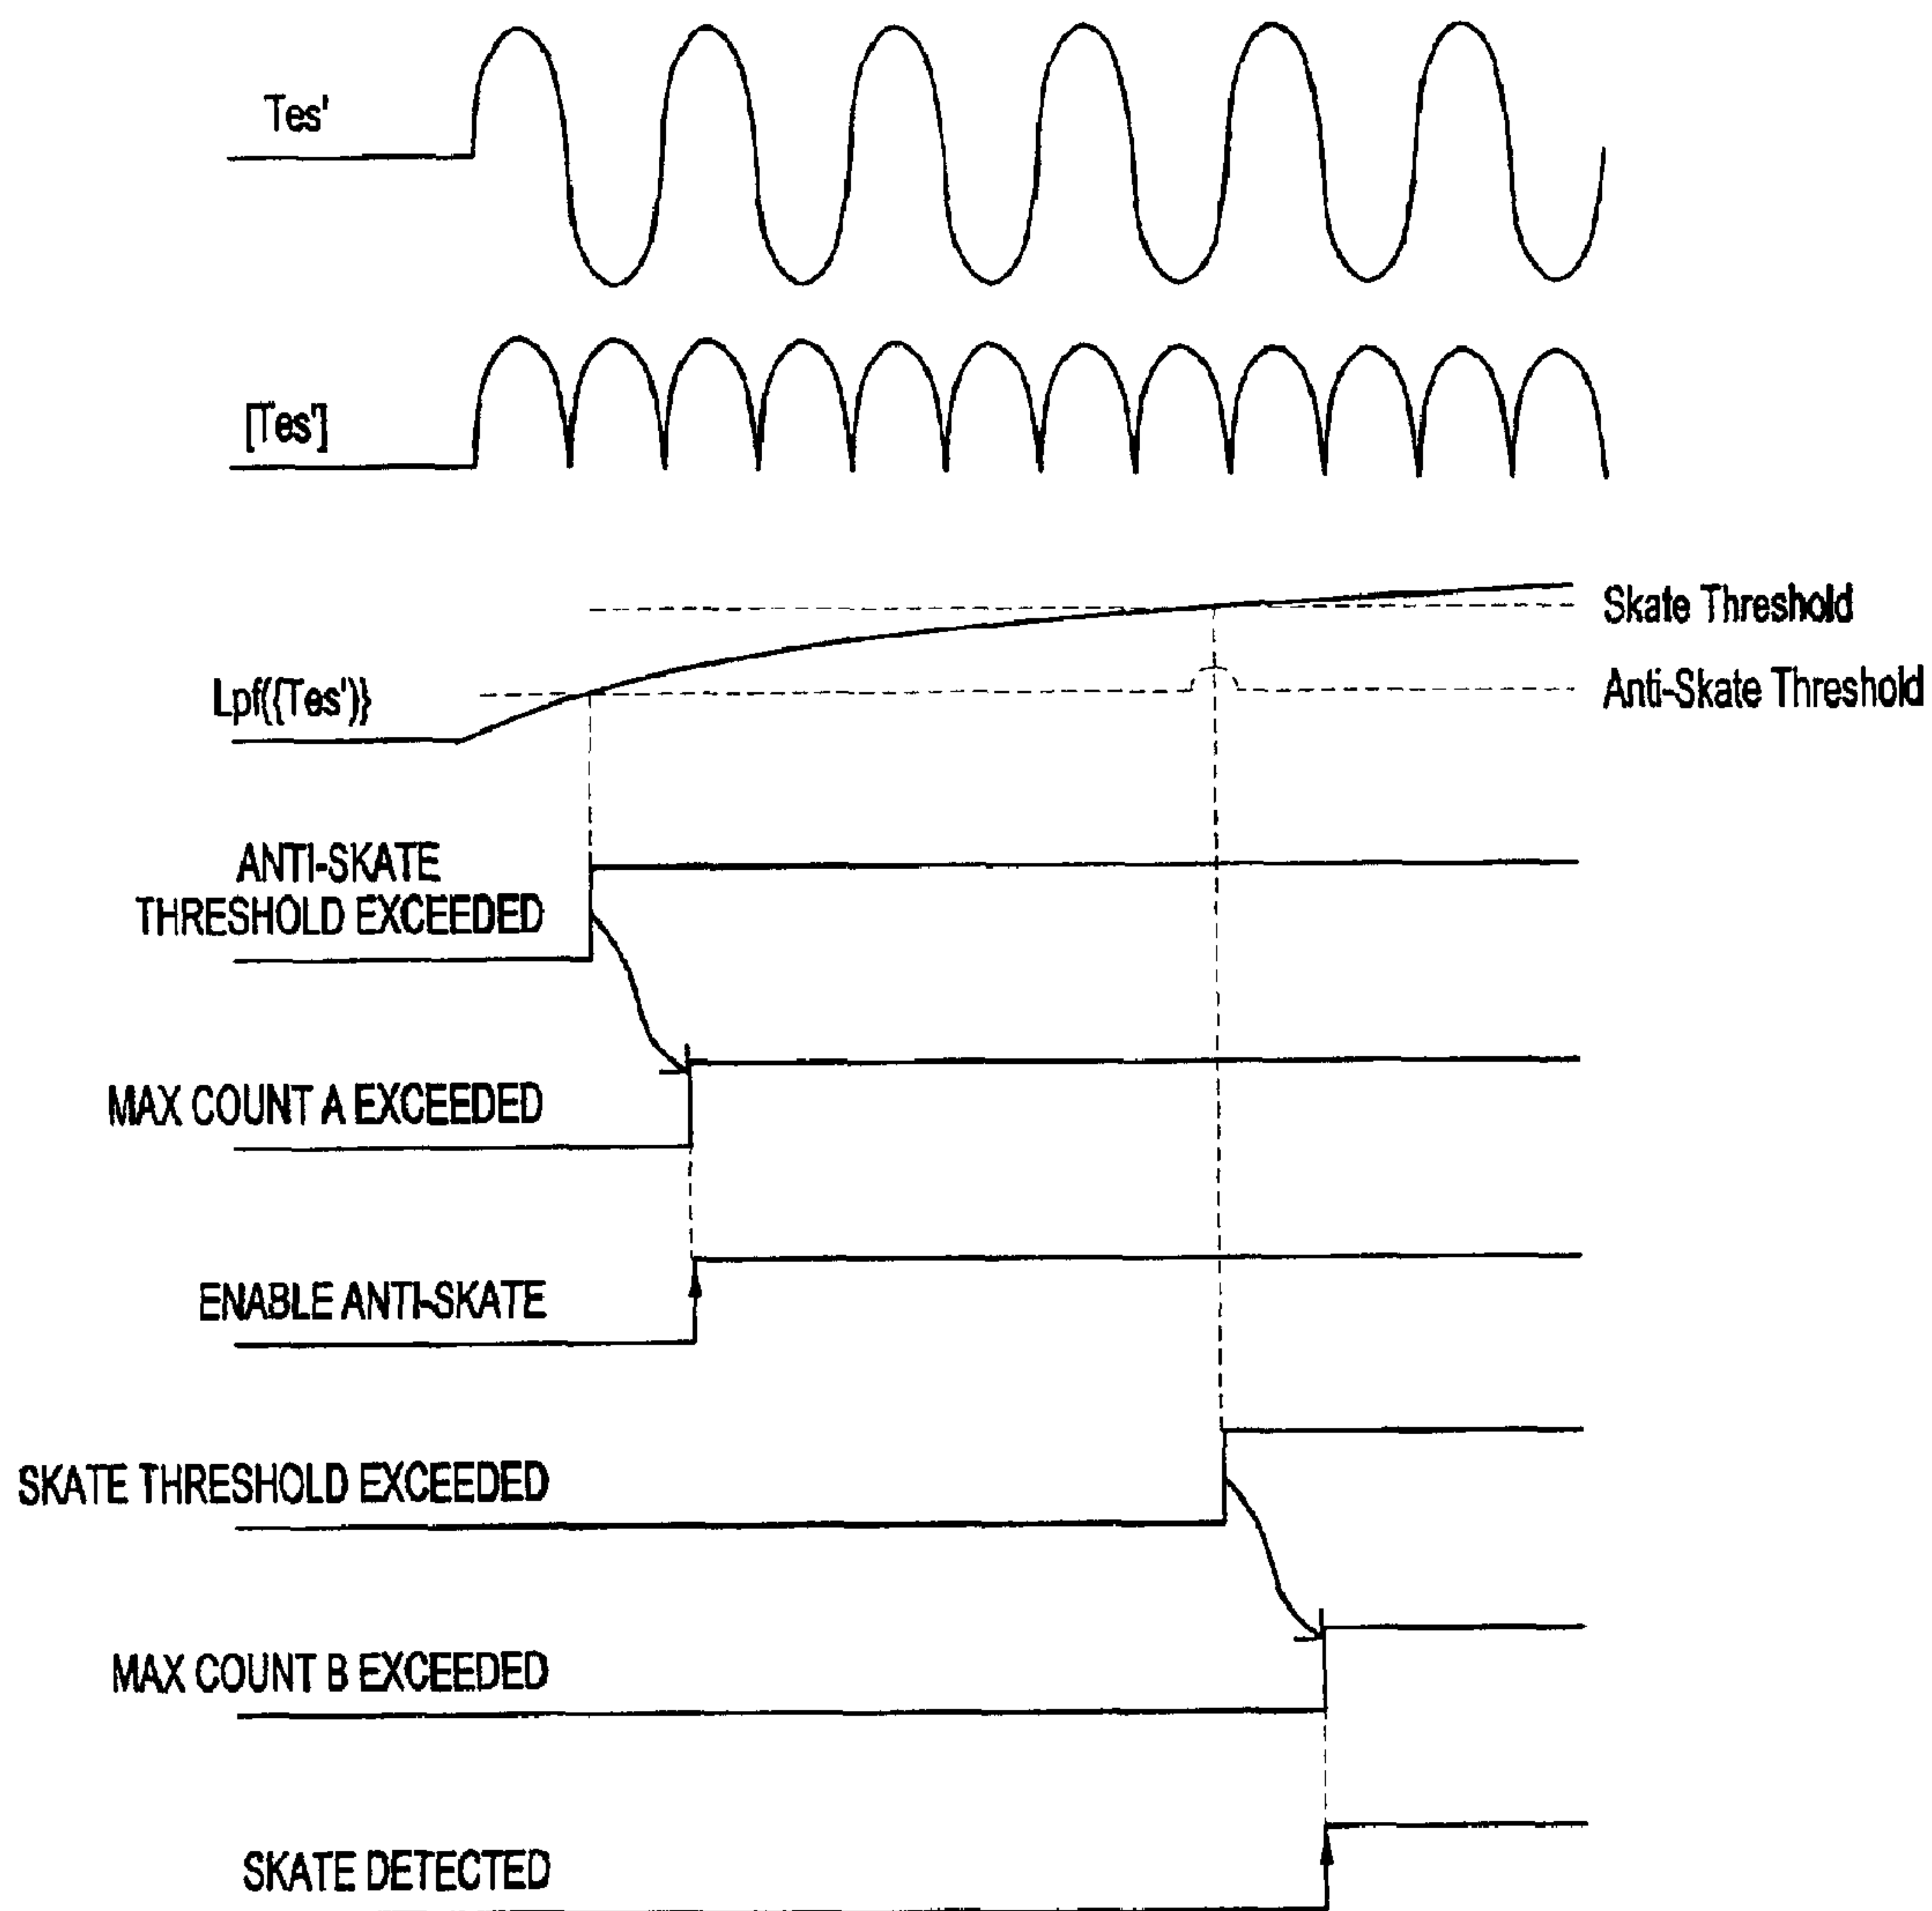 Tes'
[Tes']
Skate Threshold
Lpf({Tes')}
Anti-Skate Threshold
ANTI-SKATE
THRESHOLD EXCEEDED
MAX COUNT A EXCEEDED
ENABLE ANTI-SKATE
SKATE THRESHOLD EXCEEDED
MAX COUNT B EXCEEDED
SKATE DETECTED